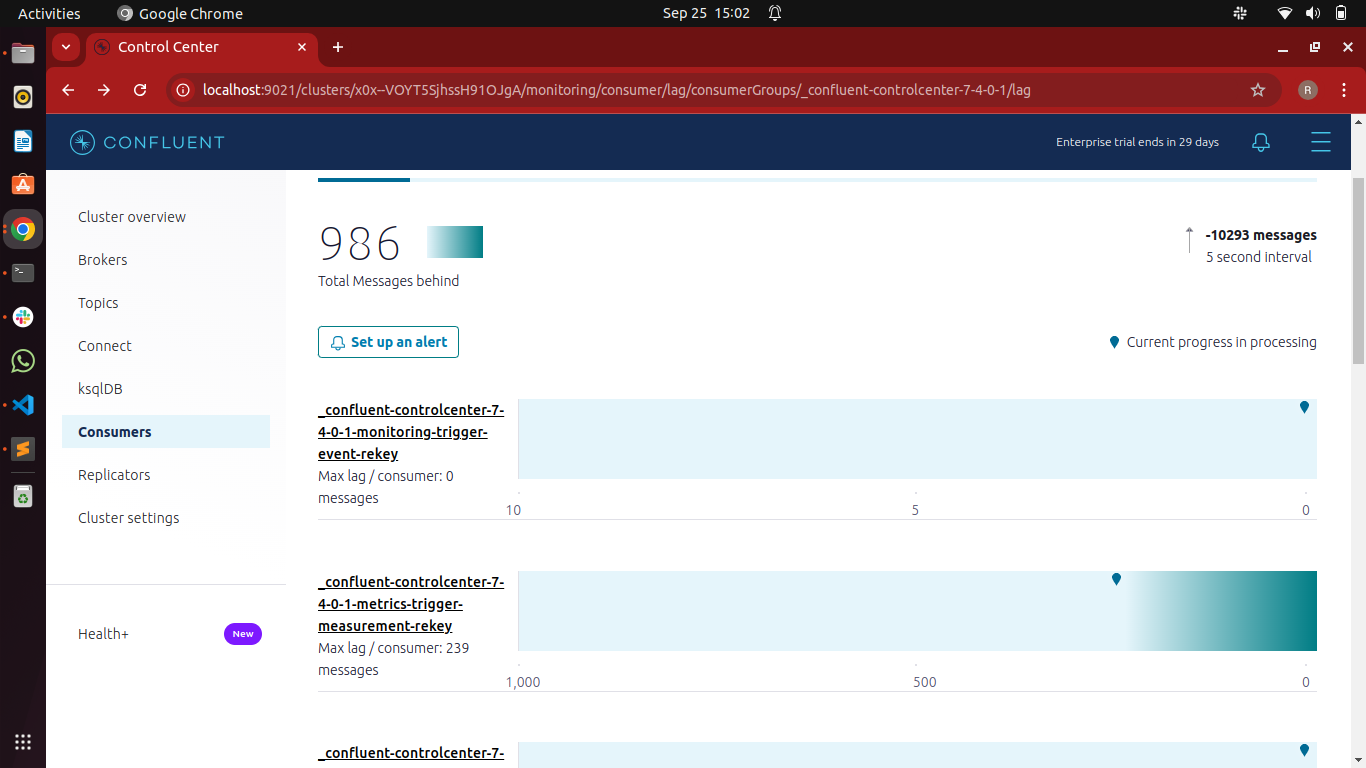 Activities
Google Chrome
Sep 25 15:02
Control Center
localhost:9021/clusters/x0x--VOYT5SjhssH91OJgA/monitoring/consumer/lag/consumerGroups/_confluent-controlcenter-7-4-0-1/lag
R
CONFLUENT
Enterprise trial ends in 29 days
Cluster overview
Brokers
Topics
Connect
ksqlDB
Consumers
Replicators
Cluster settings
Health+
New
986
Total Messages behind
-10293 messages
5 second interval
Set up an alert
Current progress in processing
_confluent-controlcenter-7-
4-0-1-monitoring-trigger-
event-rekey
Max lag / consumer: 0
messages
10 5 0
_confluent-controlcenter-7-
4-0-1-metrics-trigger-
measurement-rekey
Max lag / consumer: 239
messages
1,000 500 0
_confluent-controlcenter-7-